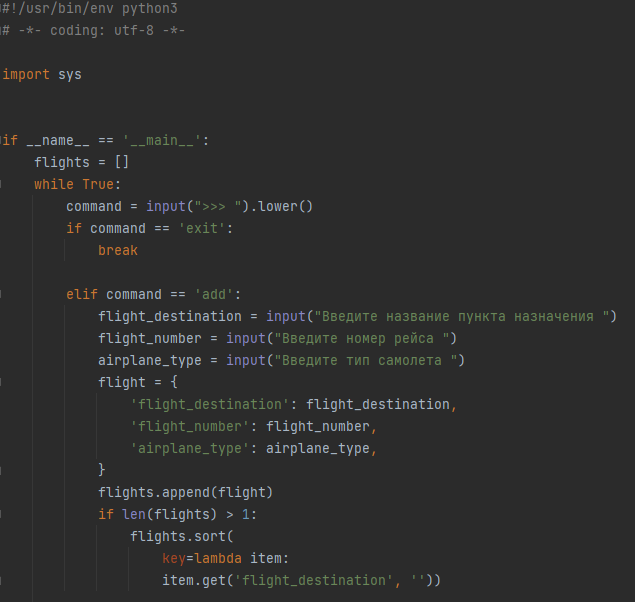 #!/usr/bin/env python3
# -*- coding: utf-8 -*-
import sys
if __name__ == '__main__':
    flights = []
    while True:
        command = input(">>> ").lower()
        if command == 'exit':
            break
        elif command == 'add':
            flight_destination = input("Введите название пункта назначения ")
            flight_number = input("Введите номер рейса ")
            airplane_type = input("Введите тип самолета ")
            flight = {
                'flight_destination': flight_destination,
                'flight_number': flight_number,
                'airplane_type': airplane_type,
            }
            flights.append(flight)
            if len(flights) > 1:
                flights.sort(
                    key=lambda item:
                    item.get('flight_destination', ''))